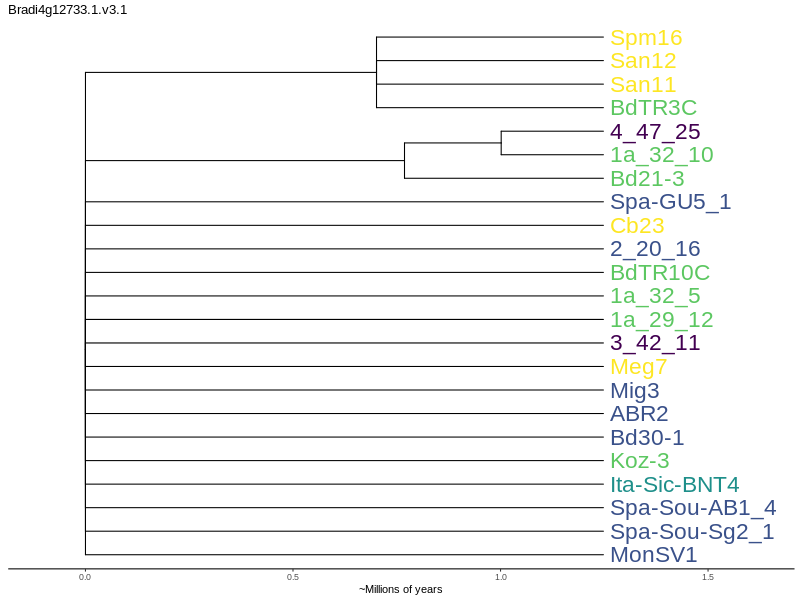 Bradi4g12733.1.v3.1
Spm16
San12
San11
BdTR3C
4_47_25
1a_32_10
Bd21-3
Spa-GU5_1
Cb23
2_20_16
BdTR10C
1a_32_5
1a_29_12
3_42_11
Meg7
Mig3
ABR2
Bd30-1
Koz-3
Ita-Sic-BNT4
Spa-Sou-AB1_4
Spa-Sou-Sg2_1
MonSV1
0.0 0.5 1.0 1.5
~Millions of years